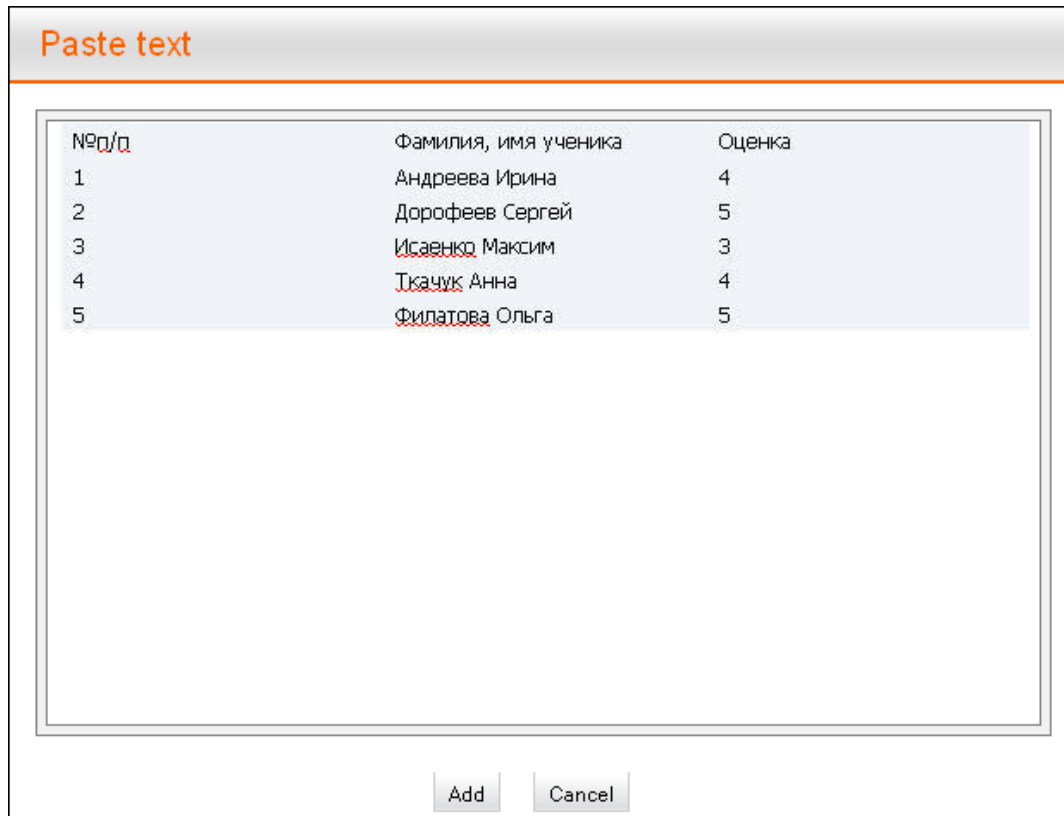 Paste text
№п/п Фамилия, имя ученика Оценка
1 Андреева Ирина 4
2 Дорофеев Сергей 5
3 Исаенко Максим 3
4 Ткачук Анна 4
5 Филатова Ольга 5
Add Cancel